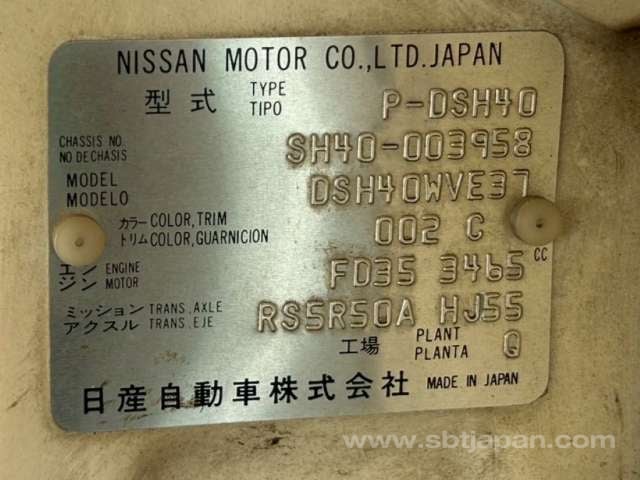 NISSAN MOTOR CO.,LTD.JAPAN
型式 TYPE TIPO P-DSH40
CHASSIS NO. NO DE CHASIS SH40-003958
MODEL MODELO DSH40WVE37
カラー COLOR, TRIM トリム COLOR, GUARNICION 002 C
エンジン ENGINE MOTOR FD35 3465 CC
ミッション TRANS. AXLE アクスル TRANS. EJE RS5R50A HJ55
工場 PLANT PLANTA Q
日産自動車株式会社 MADE IN JAPAN
www.sbtjapan.com